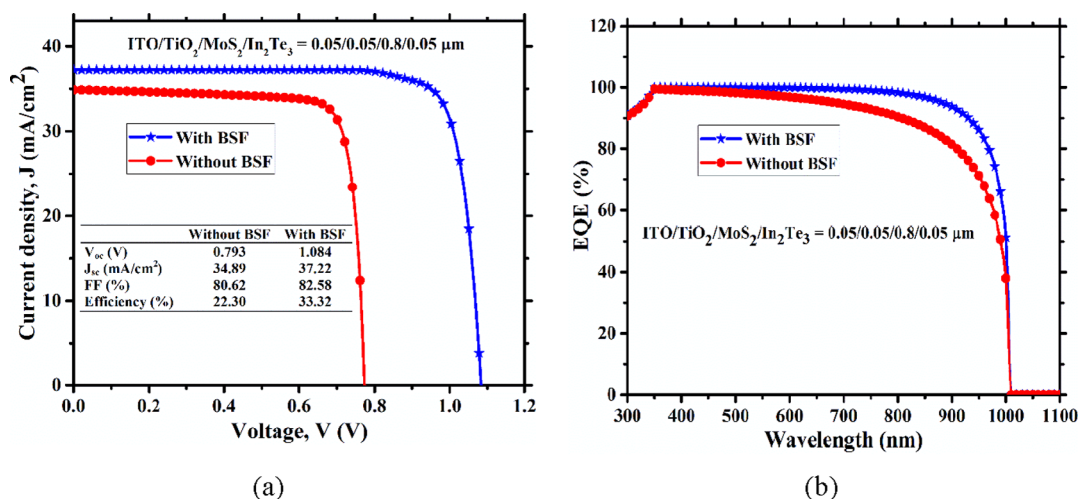 ITO/TiO2/MoS2/In2Te3 = 0.05/0.05/0.8/0.05 μm
With BSF
Without BSF
Without BSF With BSF
Voc (V) 0.793 1.084
Jsc (mA/cm2) 34,89 37.22
FF (%) 80.62 82.58
Efficiency (%) 22.30 33.32
Current density, J (mA/cm2)
40
30
20
10
0
0.0 0.2 0.4 0.6 0.8 1.0 1.2
Voltage, V (V)
(a)
With BSF
Without BSF
ITO/TiO2/MoS2/In2Te3 = 0.05/0.05/0.8/0.05 μm
EQE (%)
120
100
80
60
40
20
0
300 400 500 600 700 800 900 1000 1100
Wavelength (nm)
(b)